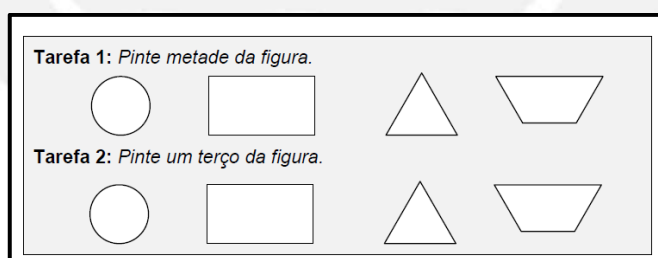 Tarefa 1: Pinte metade da figura.
Tarefa 2: Pinte um terço da figura.